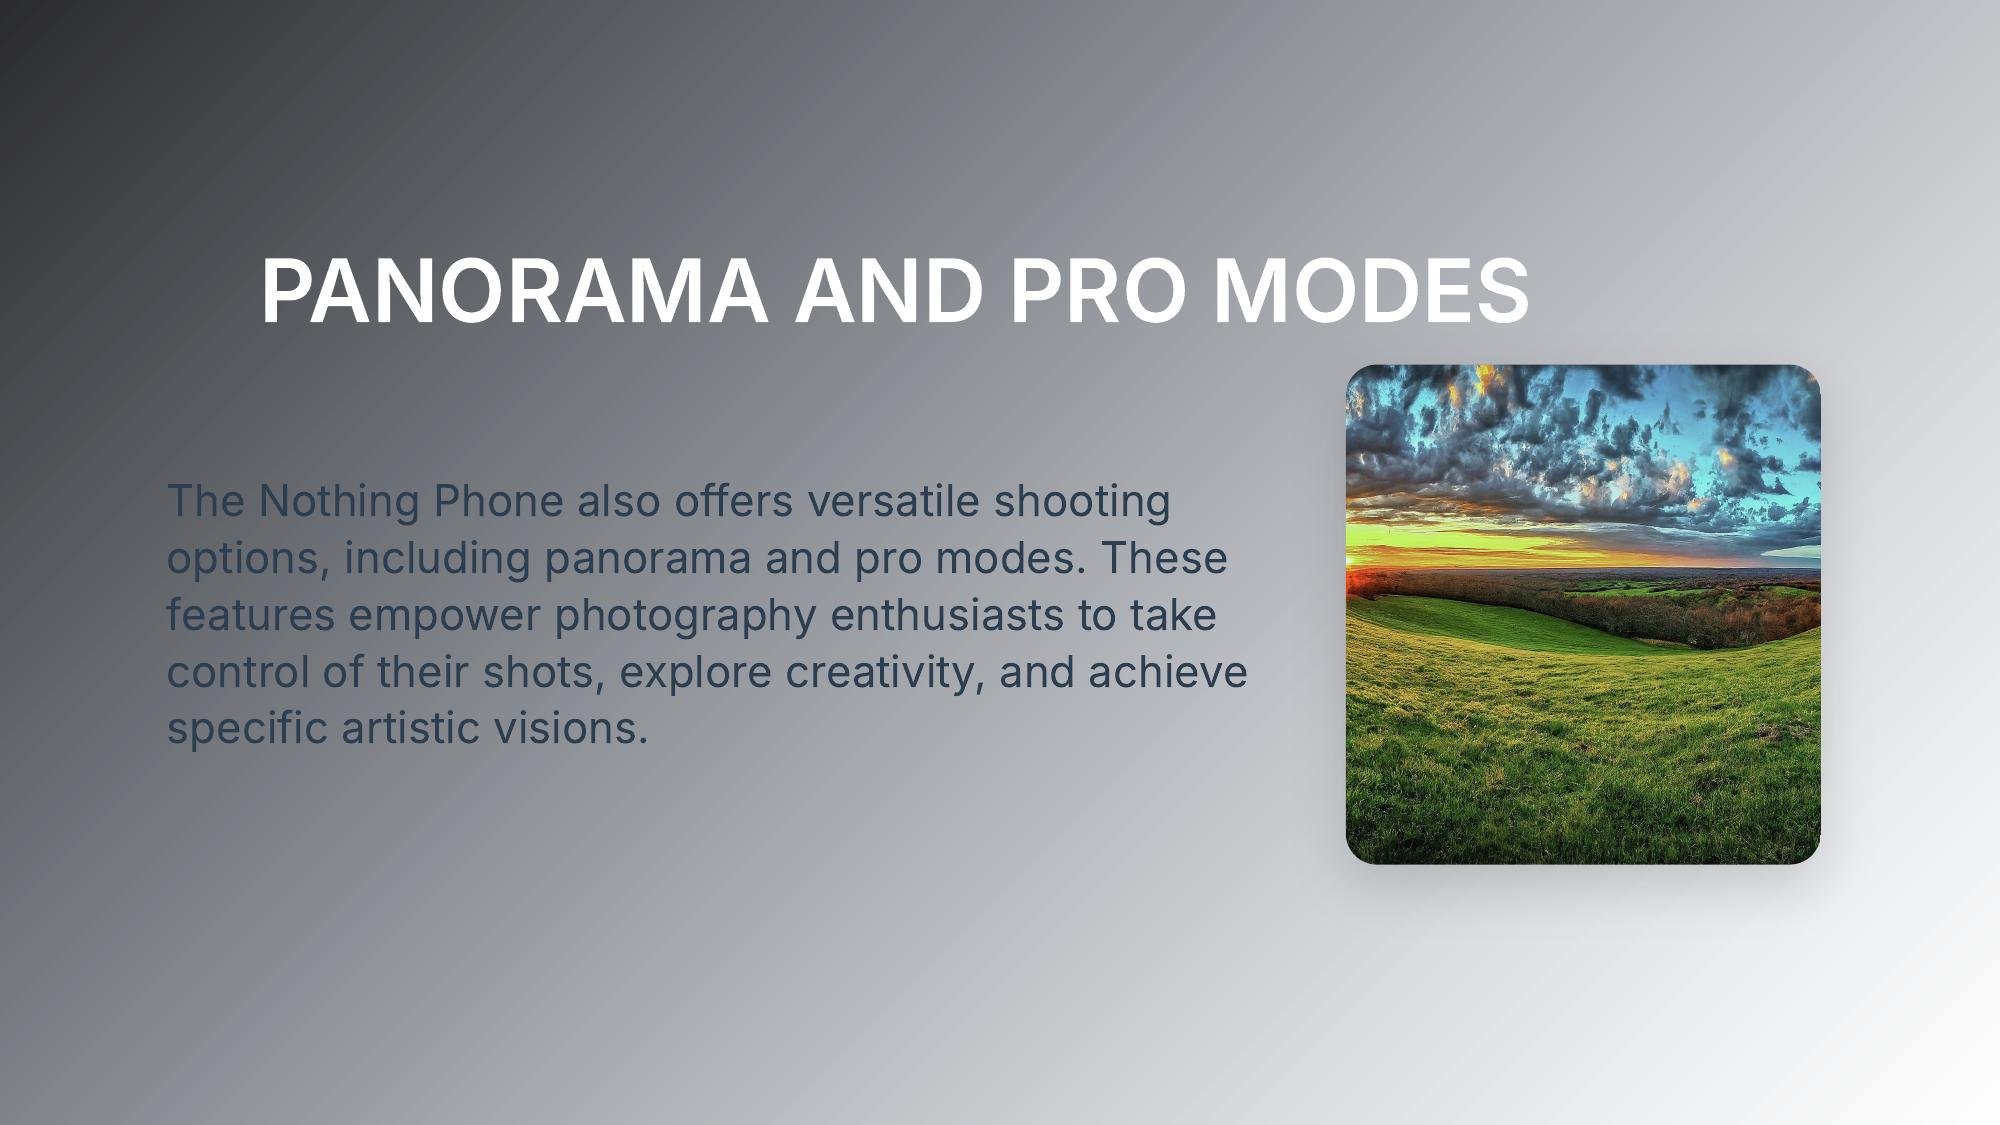 PANORAMA AND PRO MODES
The Nothing Phone also offers versatile shooting
options, including panorama and pro modes. These
features empower photography enthusiasts to take
control of their shots, explore creativity, and achieve
specific artistic visions.